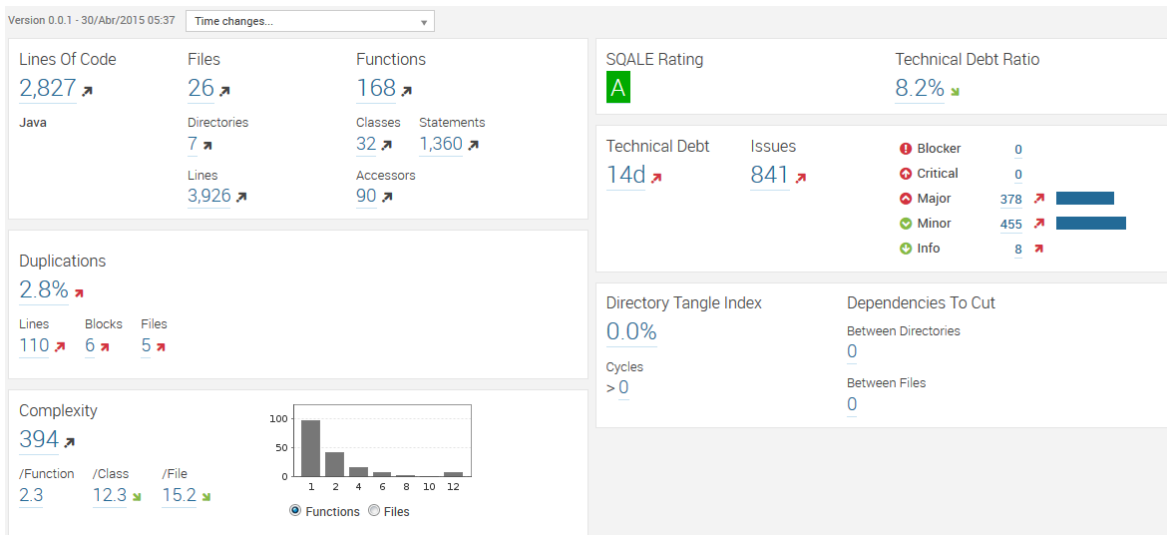 Version 0.0.1 - 30/Abr/2015 05:37 Time changes...
Lines Of Code Files Functions
2,827 26 168
Java Directories Classes Statements
7 32 1,360
Lines Accessors
3,926 90
Duplications
2.8%
Lines Blocks Files
110 6 5
Complexity
394
/Function /Class /File
2.3 12.3 15.2
100
50
0
1 2 4 6 8 10 12
Functions Files
SQALE Rating Technical Debt Ratio
A 8.2%
Technical Debt Issues
14d 841
Blocker 0
Critical 0
Major 378
Minor 455
Info 8
Directory Tangle Index Dependencies To Cut
0.0% Between Directories
0
Cycles Between Files
> 0 0